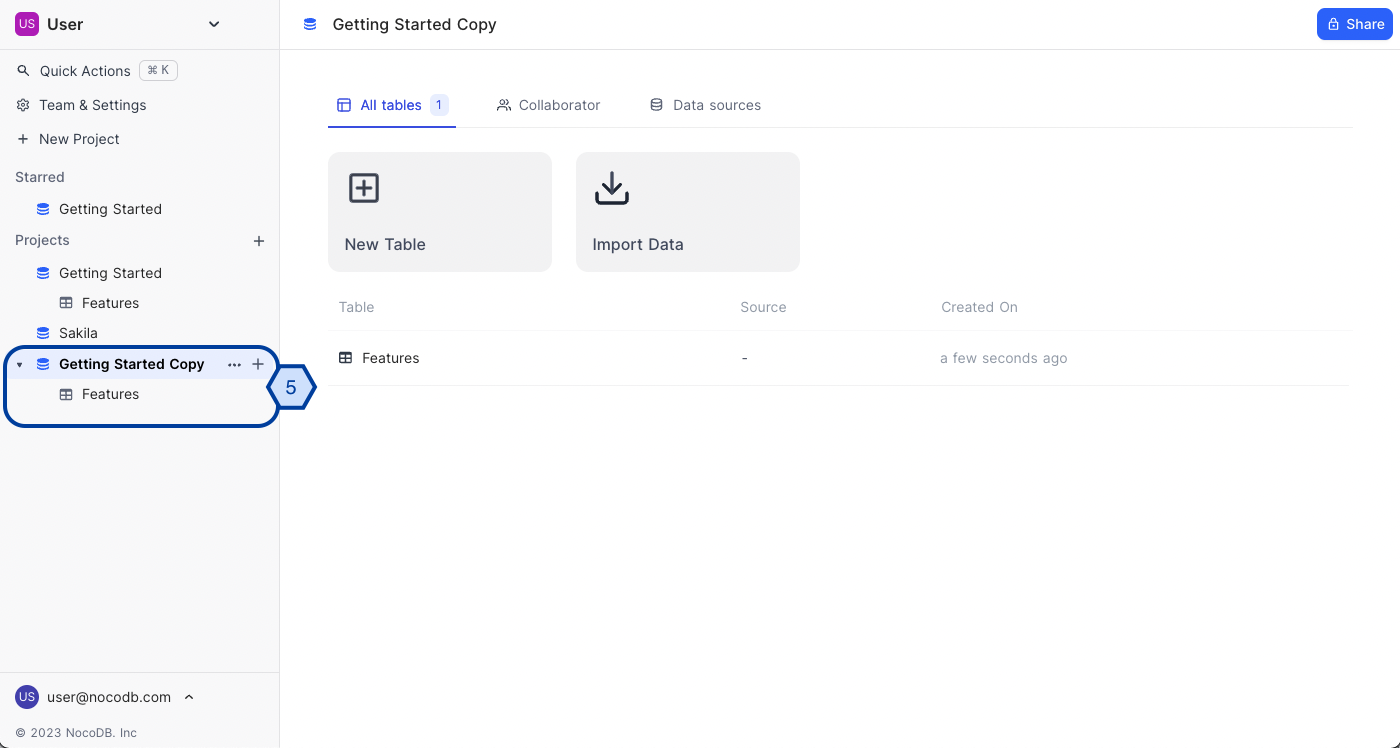 US User
Quick Actions ⌘ K
Team & Settings
New Project
Starred
Getting Started
Projects
Getting Started
Features
Sakila
Getting Started Copy
Features
5
user@nocodb.com
US
© 2023 NocoDB. Inc
Getting Started Copy
Share
All tables 1
Collaborator
Data sources
New Table
Import Data
Table Source Created On
Features - a few seconds ago